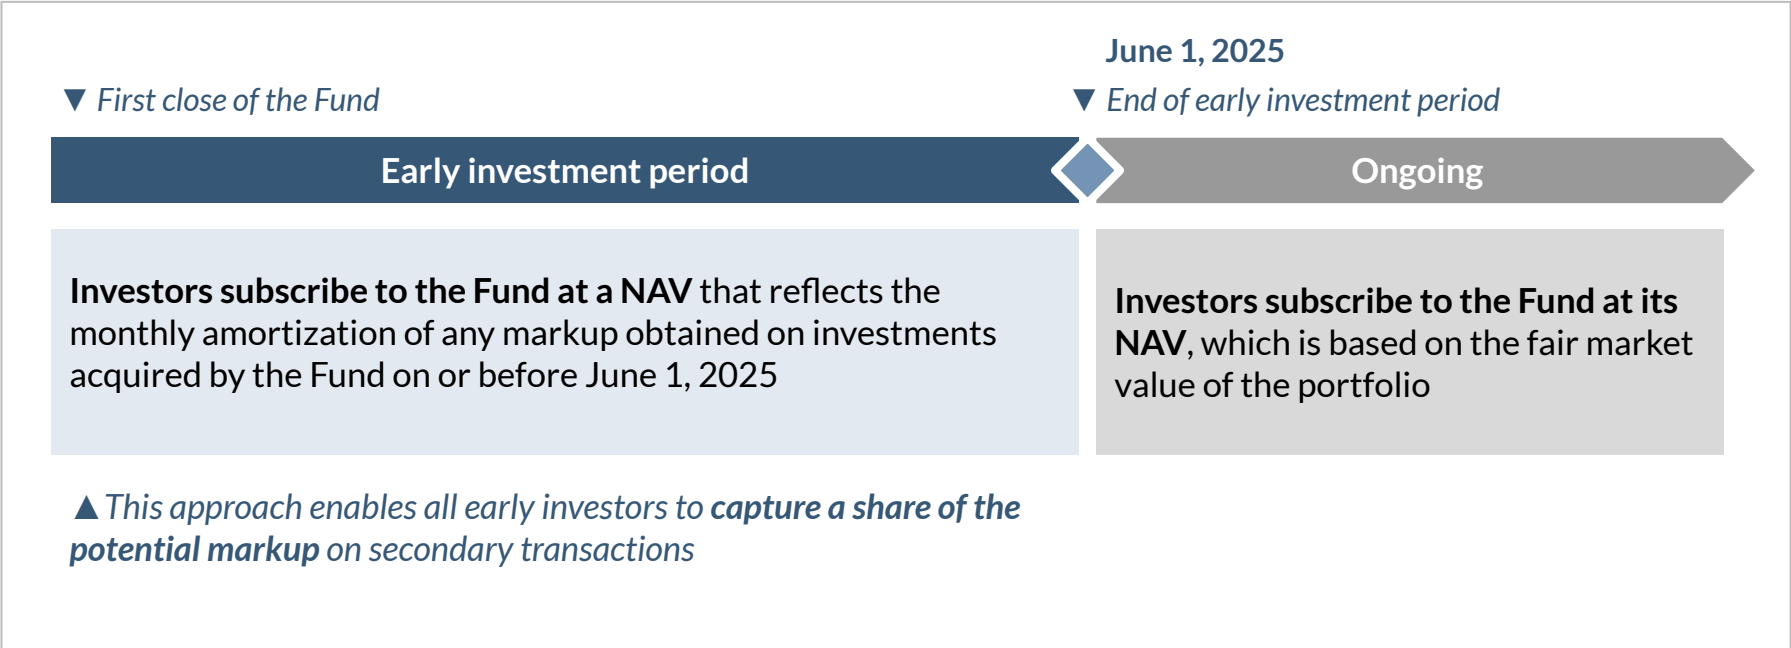 June 1, 2025
▼ First close of the Fund
▼ End of early investment period
Early investment period
Ongoing
Investors subscribe to the Fund at a NAV that reflects the
monthly amortization of any markup obtained on investments
acquired by the Fund on or before June 1, 2025
Investors subscribe to the Fund at its
NAV, which is based on the fair market
value of the portfolio
▲This approach enables all early investors to capture a share of the
potential markup on secondary transactions